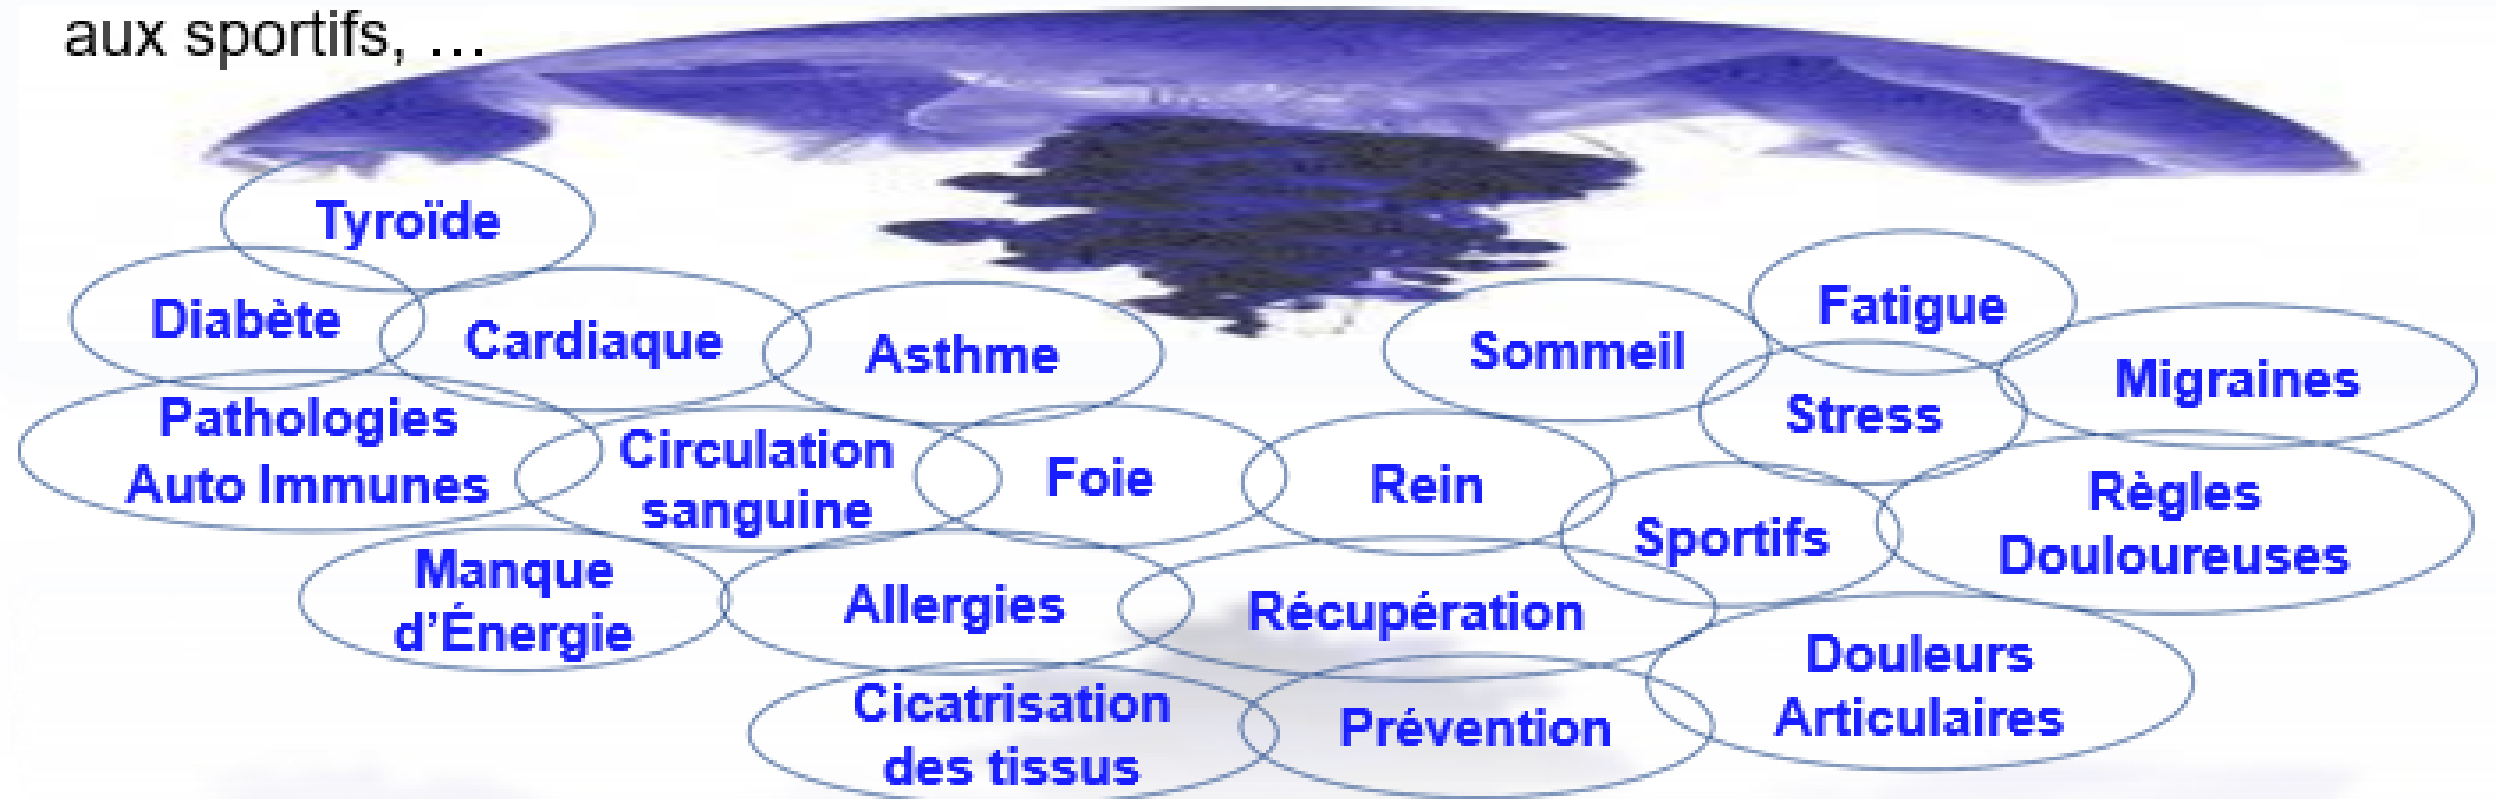 aux sportifs, ...
Tyroïde
Diabète
Cardiaque
Asthme
Sommeil
Fatigue
Migraines
Stress
Pathologies
Auto Immunes
Circulation
sanguine
Foie
Rein
Sportifs
Règles
Douloureuses
Manque
d’Énergie
Allergies
Récupération
Douleurs
Articulaires
Cicatrisation
des tissus
Prévention